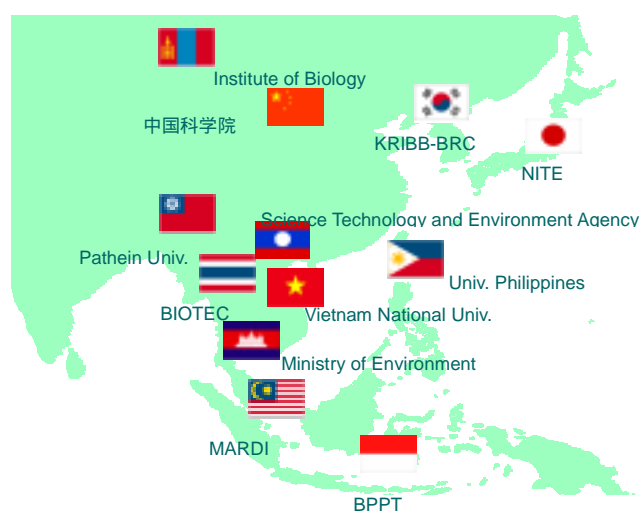 Institute of Biology
中国科学院
KRIBB-BRC
NITE
Science Technology and Environment Agency
Pathein Univ.
Univ. Philippines
BIOTEC
Vietnam National Univ.
Ministry of Environment
MARDI
BPPT